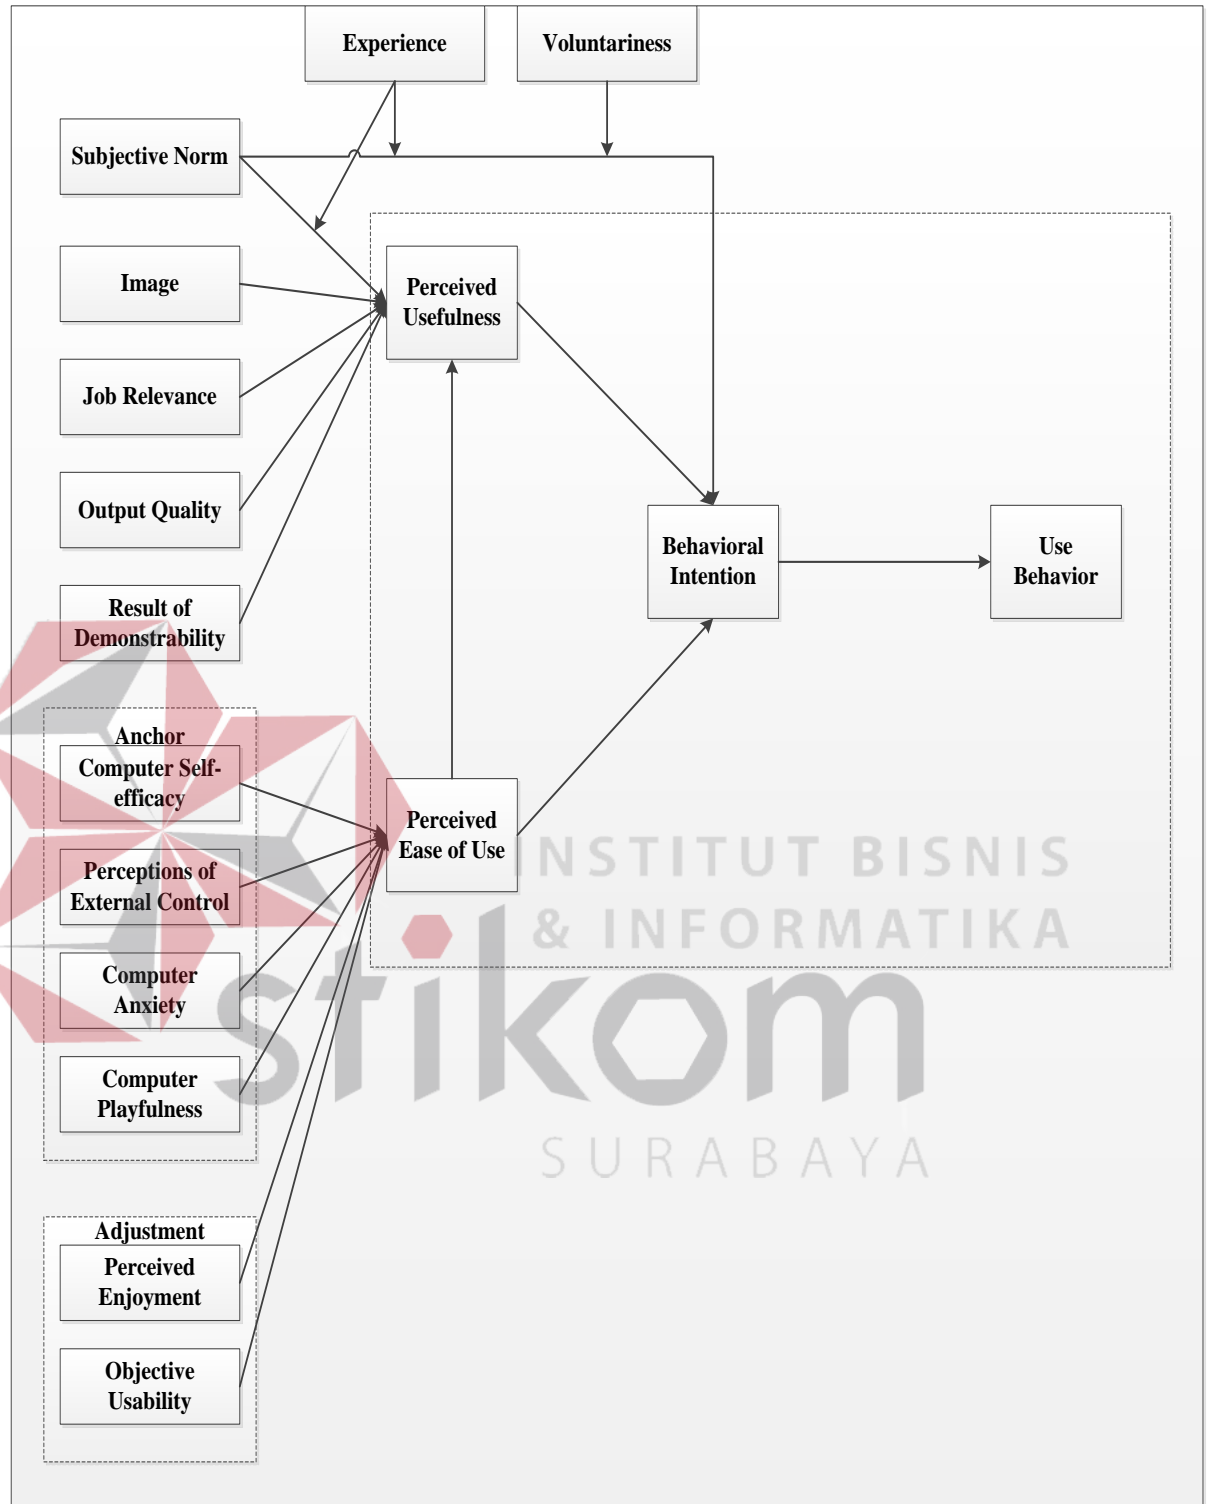 Experience
Voluntariness
Subjective Norm
Image
Perceived
Usefulness
Job Relevance
Output Quality
Behavioral
Intention
Use
Behavior
Result of
Demonstrability
Anchor
Computer Self-
efficacy
Perceived
Ease of Use
INSTITUT BISNIS
& INFORMATIKA
Perceptions of
External Control
Computer
Anxiety
stikom
Computer
Playfulness
SURABAYA
Adjustment
Perceived
Enjoyment
Objective
Usability